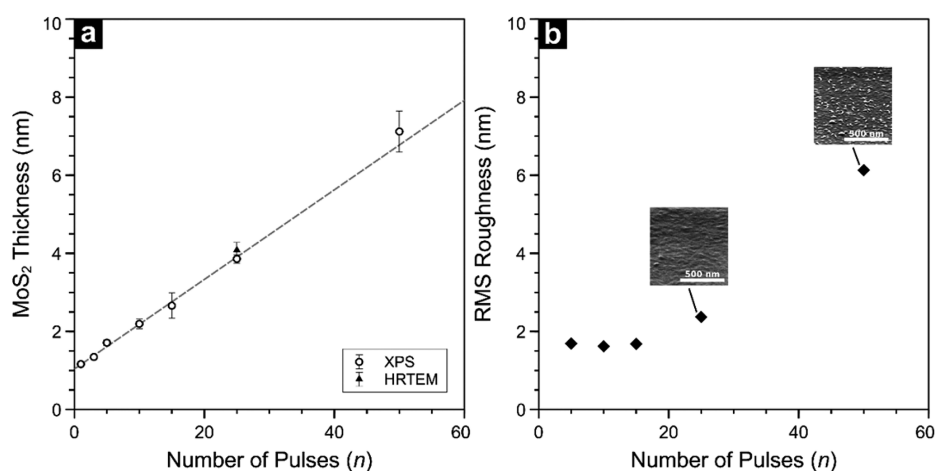 a
10
8
6
4
2
0
MoS₂ Thickness (nm)
0 20 40 60
Number of Pulses (n)
XPS
HRTEM
b
10
8
6
4
2
0
RMS Roughness (nm)
0 20 40 60
Number of Pulses (n)
500 nm
500 nm